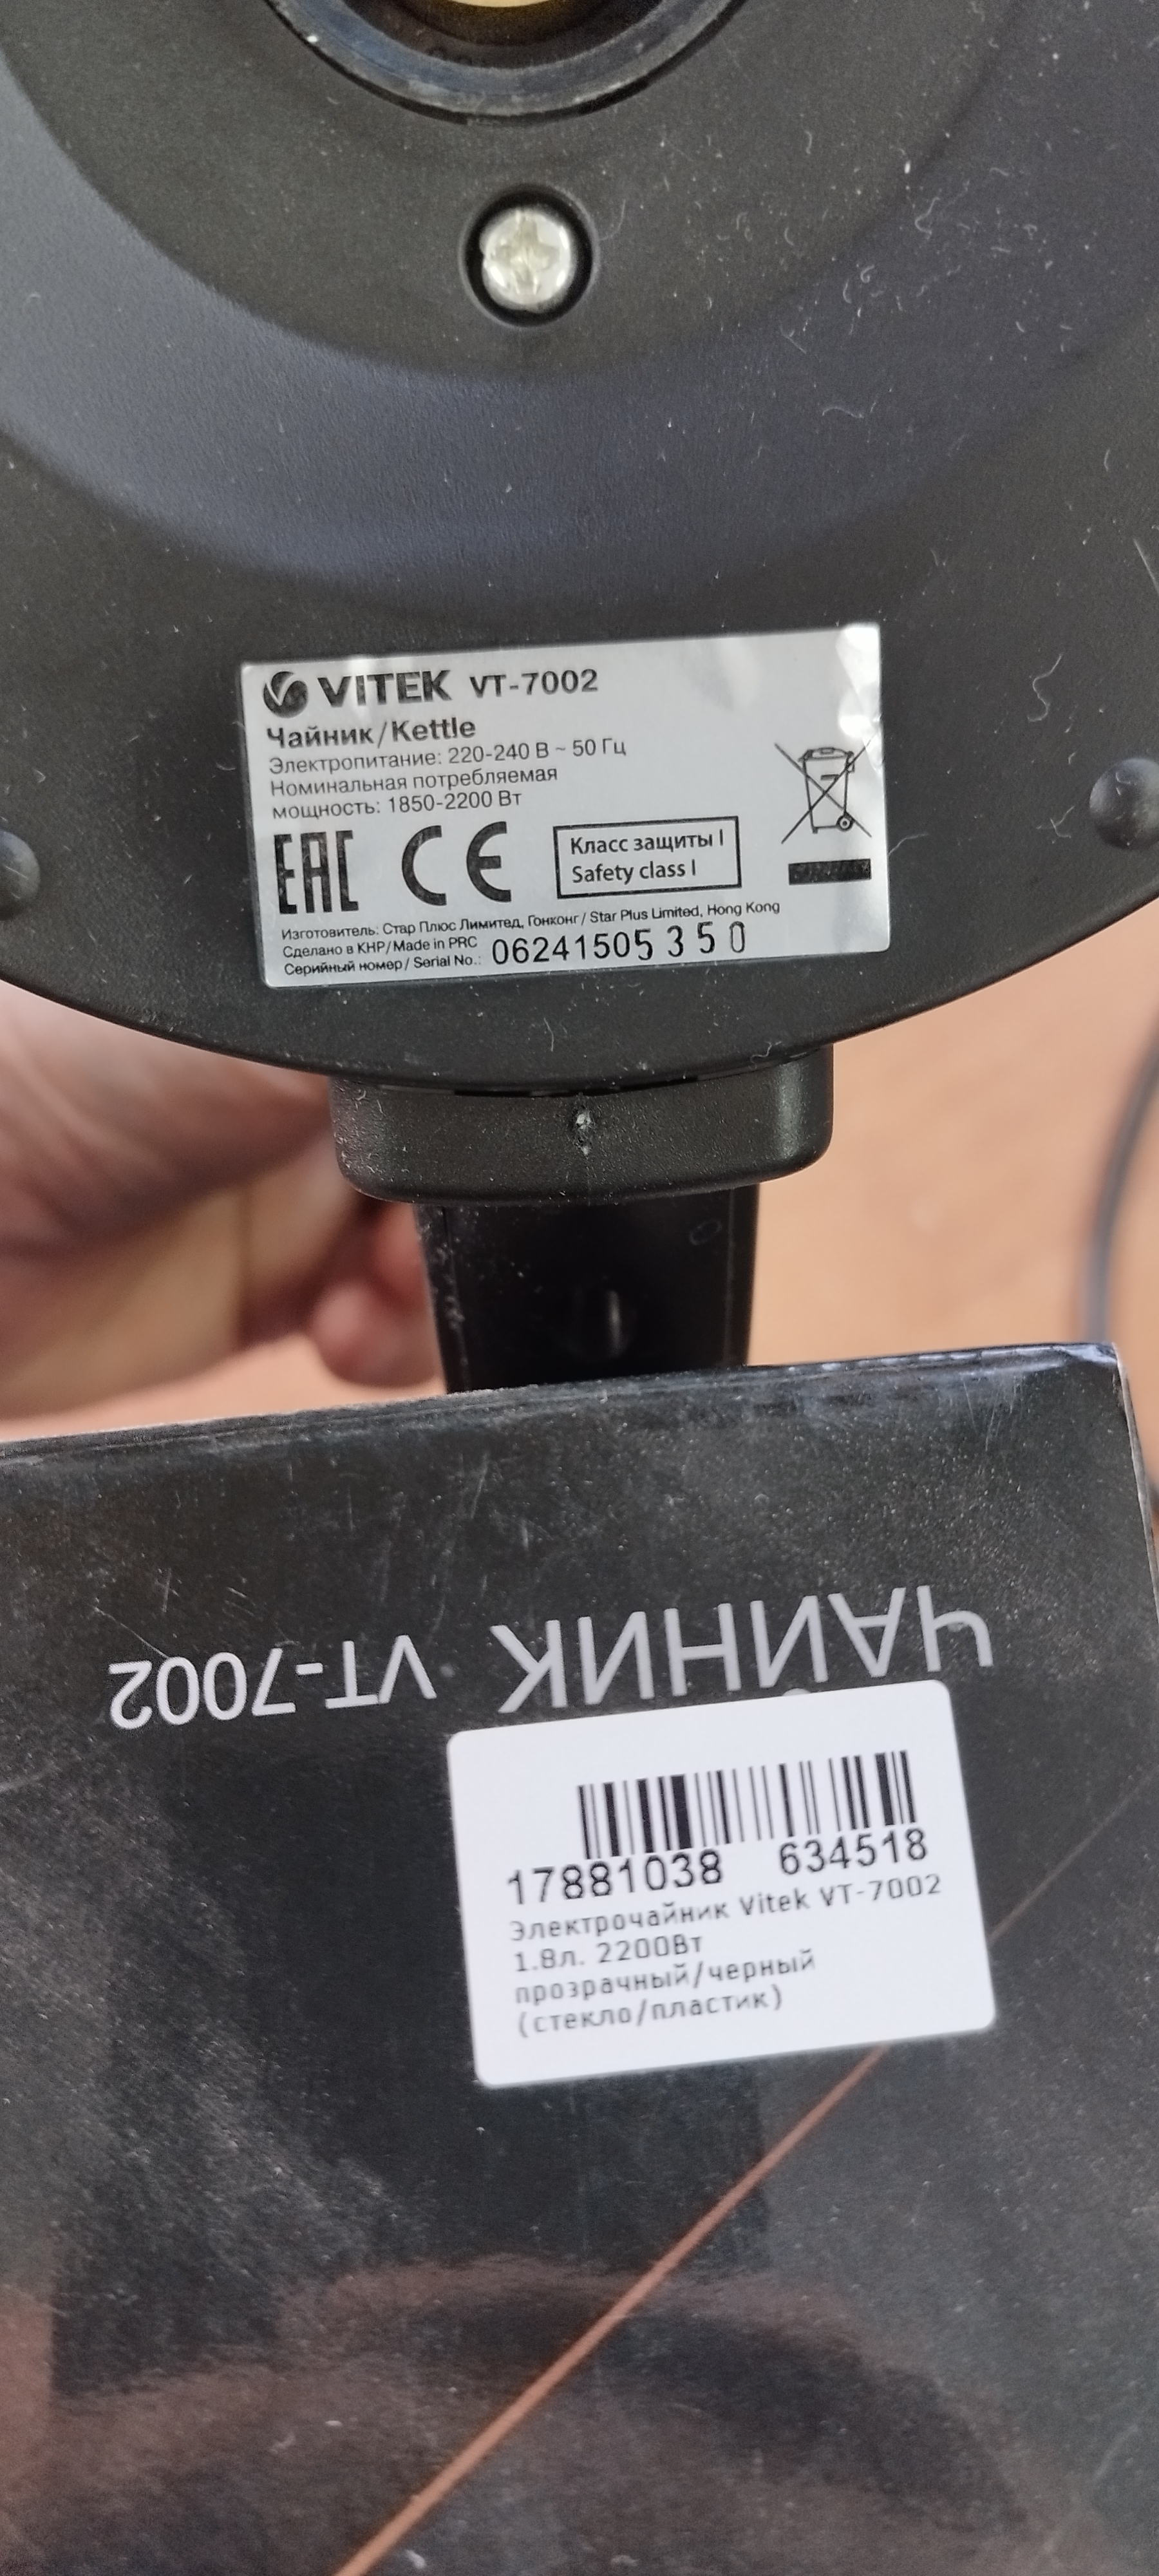 VITEK VT-7002
Чайник/Kettle
Электропитание: 220-240 В ~ 50 Гц
Номинальная потребляемая
мощность: 1850-2200 Вт
EAC CE
Класс защиты I
Safety class I
Изготовитель: Стар Плюс Лимитед, Гонконг / Star Plus Limited, Hong Kong
Сделано в КНР/Made in PRC
Серийный номер / Serial No.: 06241505350
ЧАЙНИК VT-7002
17881038 634518
Электрочайник Vitek VT-7002
1.8л. 2200Вт
прозрачный/черный
(стекло/пластик)